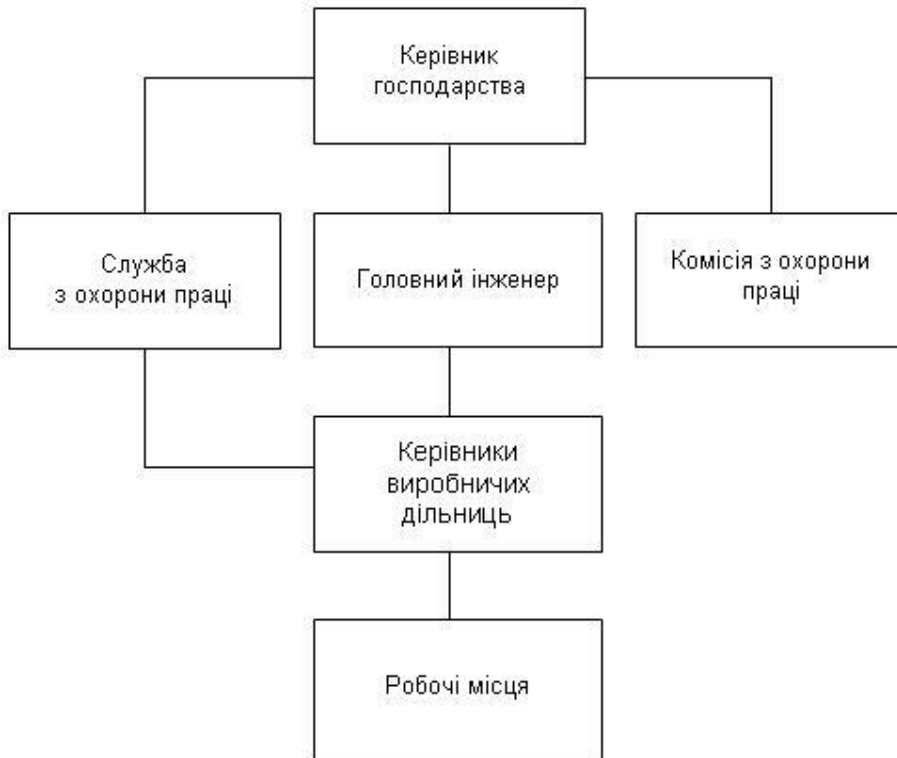 Керівник
господарства
Служба
з охорони праці
Головний інженер
Комісія з охорони
праці
Керівники
виробничих
дільниць
Робочі місця